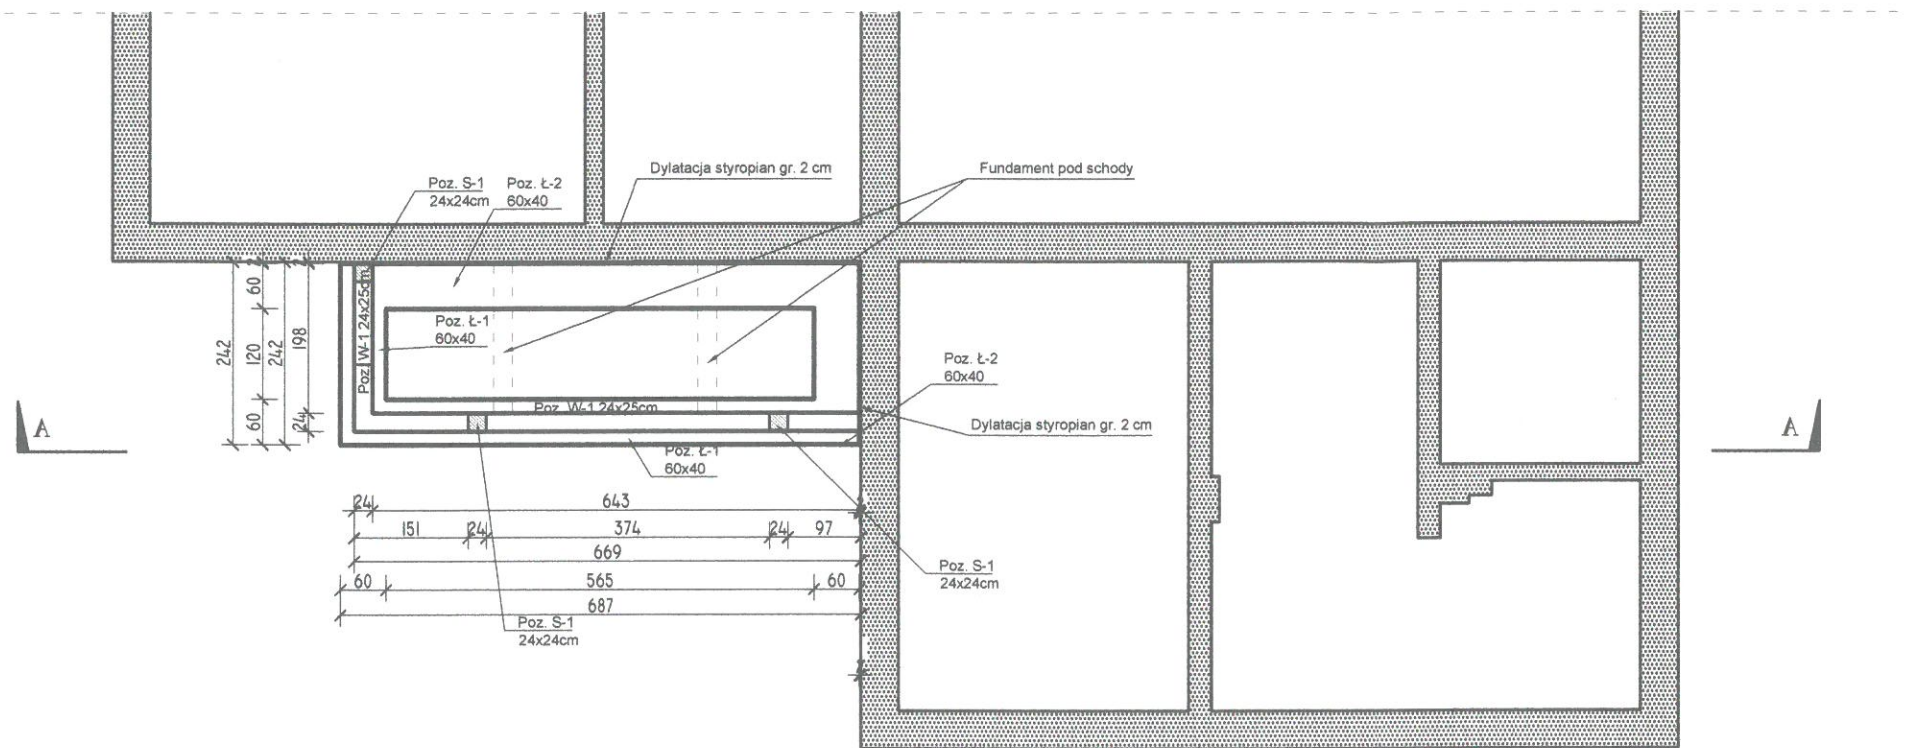 Dylatacja styropian gr. 2 cm
Fundament pod schody
Poz. S-1
24x24cm
Poz. Ł-2
60x40
Poz. W-1 24x25cm
Poz. Ł-1
60x40
Poz. W-1 24x25cm
Poz. Ł-2
60x40
Dylatacja styropian gr. 2 cm
Poz. Ł-1
60x40
A
A
242
2
60
120
60
242
2
198
24
24
643
151
24
374
24
97
669
60
565
60
687
Poz. S-1
24x24cm
Poz. S-1
24x24cm